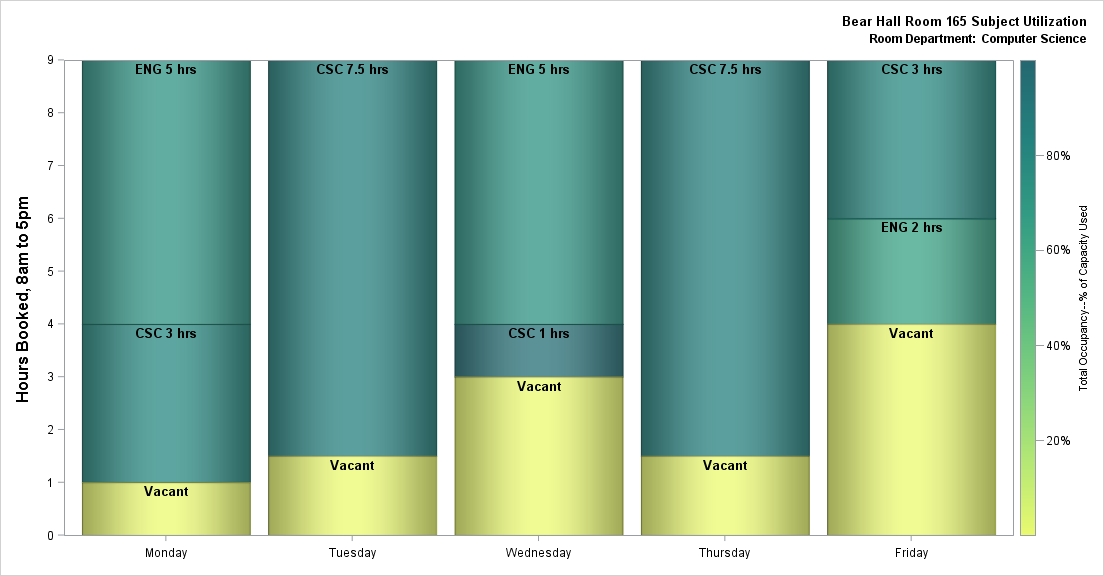 Bear Hall Room 165 Subject Utilization
Room Department: Computer Science
Hours Booked, 8am to 5pm
9
8
7
6
5
4
3
2
1
0
ENG 5 hrs
CSC 3 hrs
Vacant
CSC 7.5 hrs
Vacant
ENG 5 hrs
CSC 1 hrs
Vacant
CSC 7.5 hrs
Vacant
CSC 3 hrs
ENG 2 hrs
Vacant
Monday
Tuesday
Wednesday
Thursday
Friday
80%
60%
40%
20%
Total Occupancy--% of Capacity Used